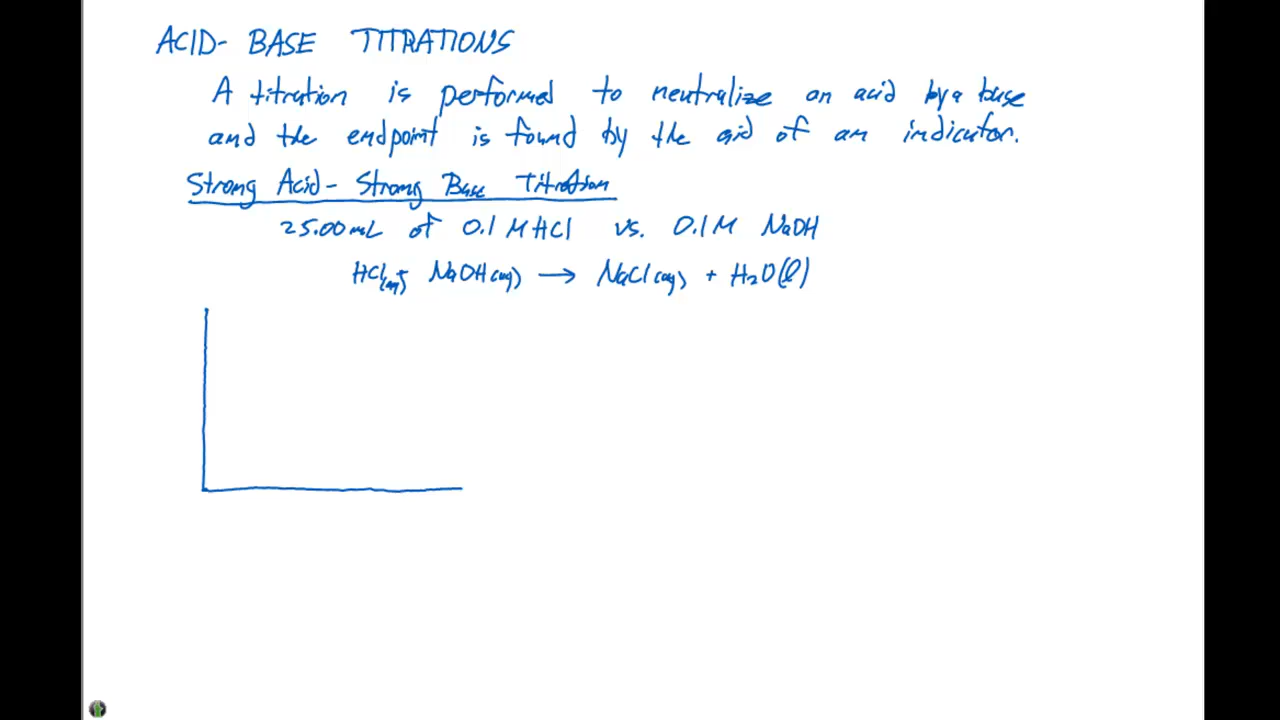 ACID-BASE TITRATIONS
A titration is performed to neutralize an acid by a base
and the endpoint is found by the aid of an indicator.
Strong Acid - Strong Base Titration
25.00mL of 0.1 M HCl vs. 0.1 M NaOH
HCl(aq) + NaOH(aq) → NaCl(aq) + H₂O(l)